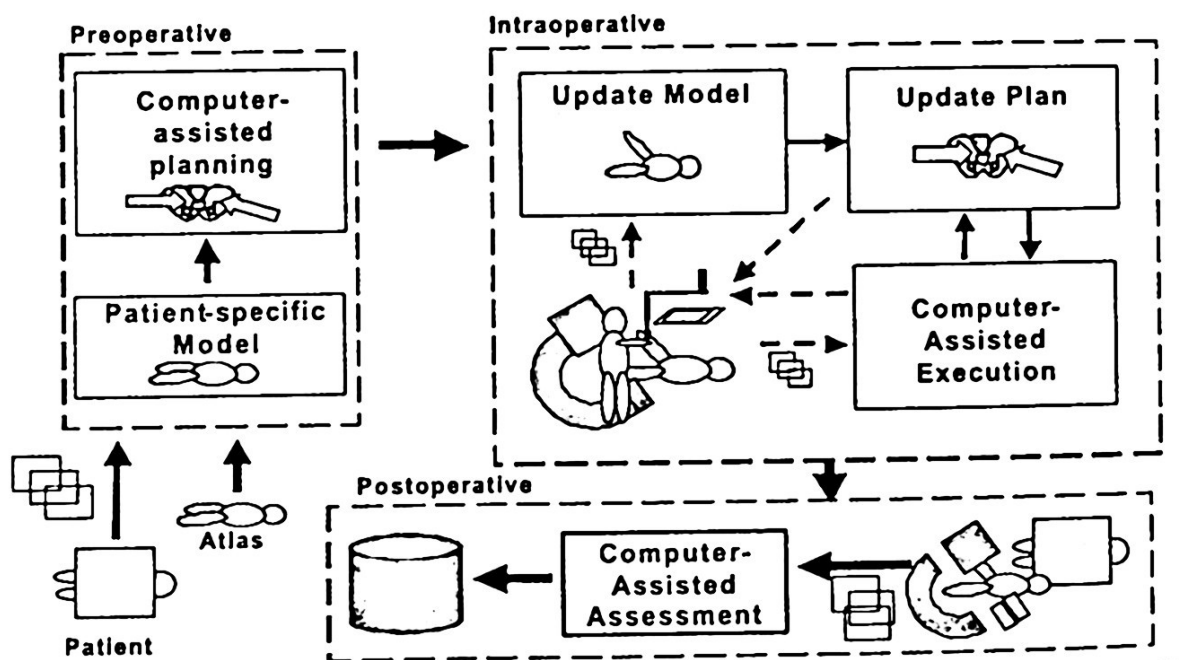 Preoperative
Computer-
assisted
planning
Patient-specific
Model
Atlas
Patient
Intraoperative
Update Model
Update Plan
Computer-
Assisted
Execution
Postoperative
Computer-
Assisted
Assessment